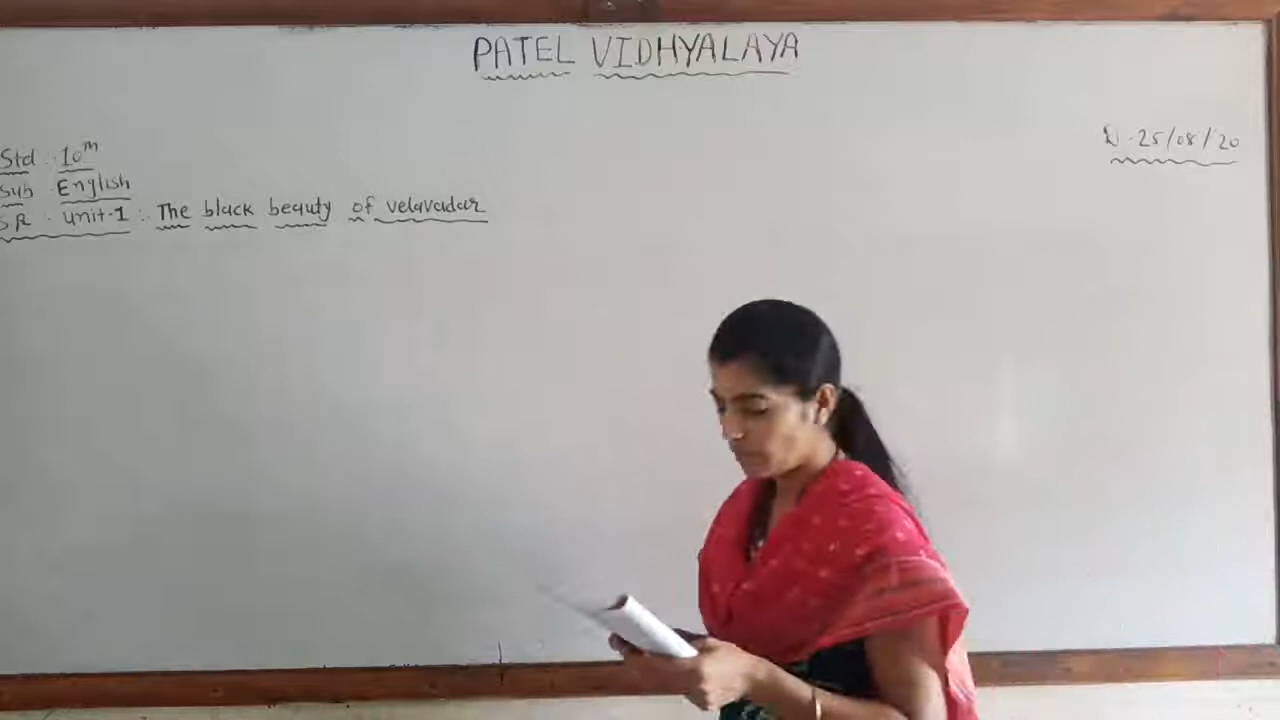 PATEL VIDHYALAYA
D. 25/08/'20
Std : 10th
Sub : English
SR. unit-1 : The black beauty of velavadar